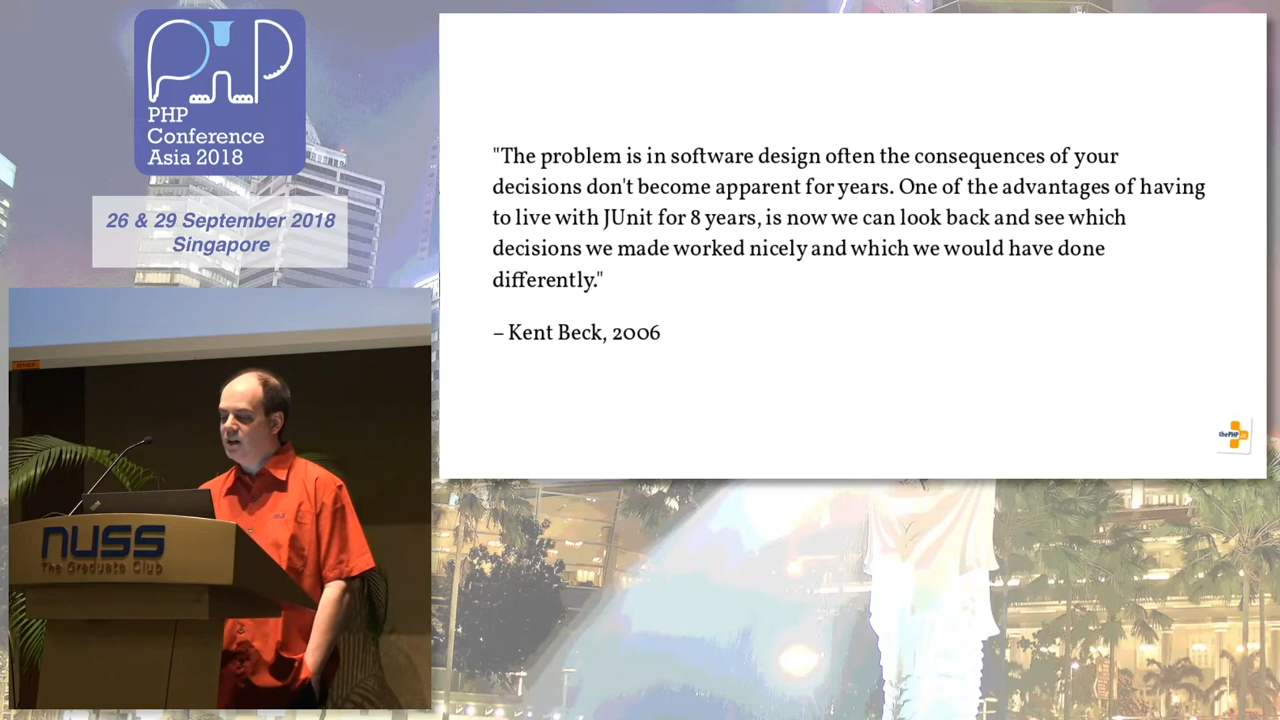 PHP
Conference
Asia 2018
26 & 29 September 2018
Singapore
"The problem is in software design often the consequences of your
decisions don't become apparent for years. One of the advantages of having
to live with JUnit for 8 years, is now we can look back and see which
decisions we made worked nicely and which we would have done
differently."
– Kent Beck, 2006
thePHP.cc
NUSS
The Graduate Club